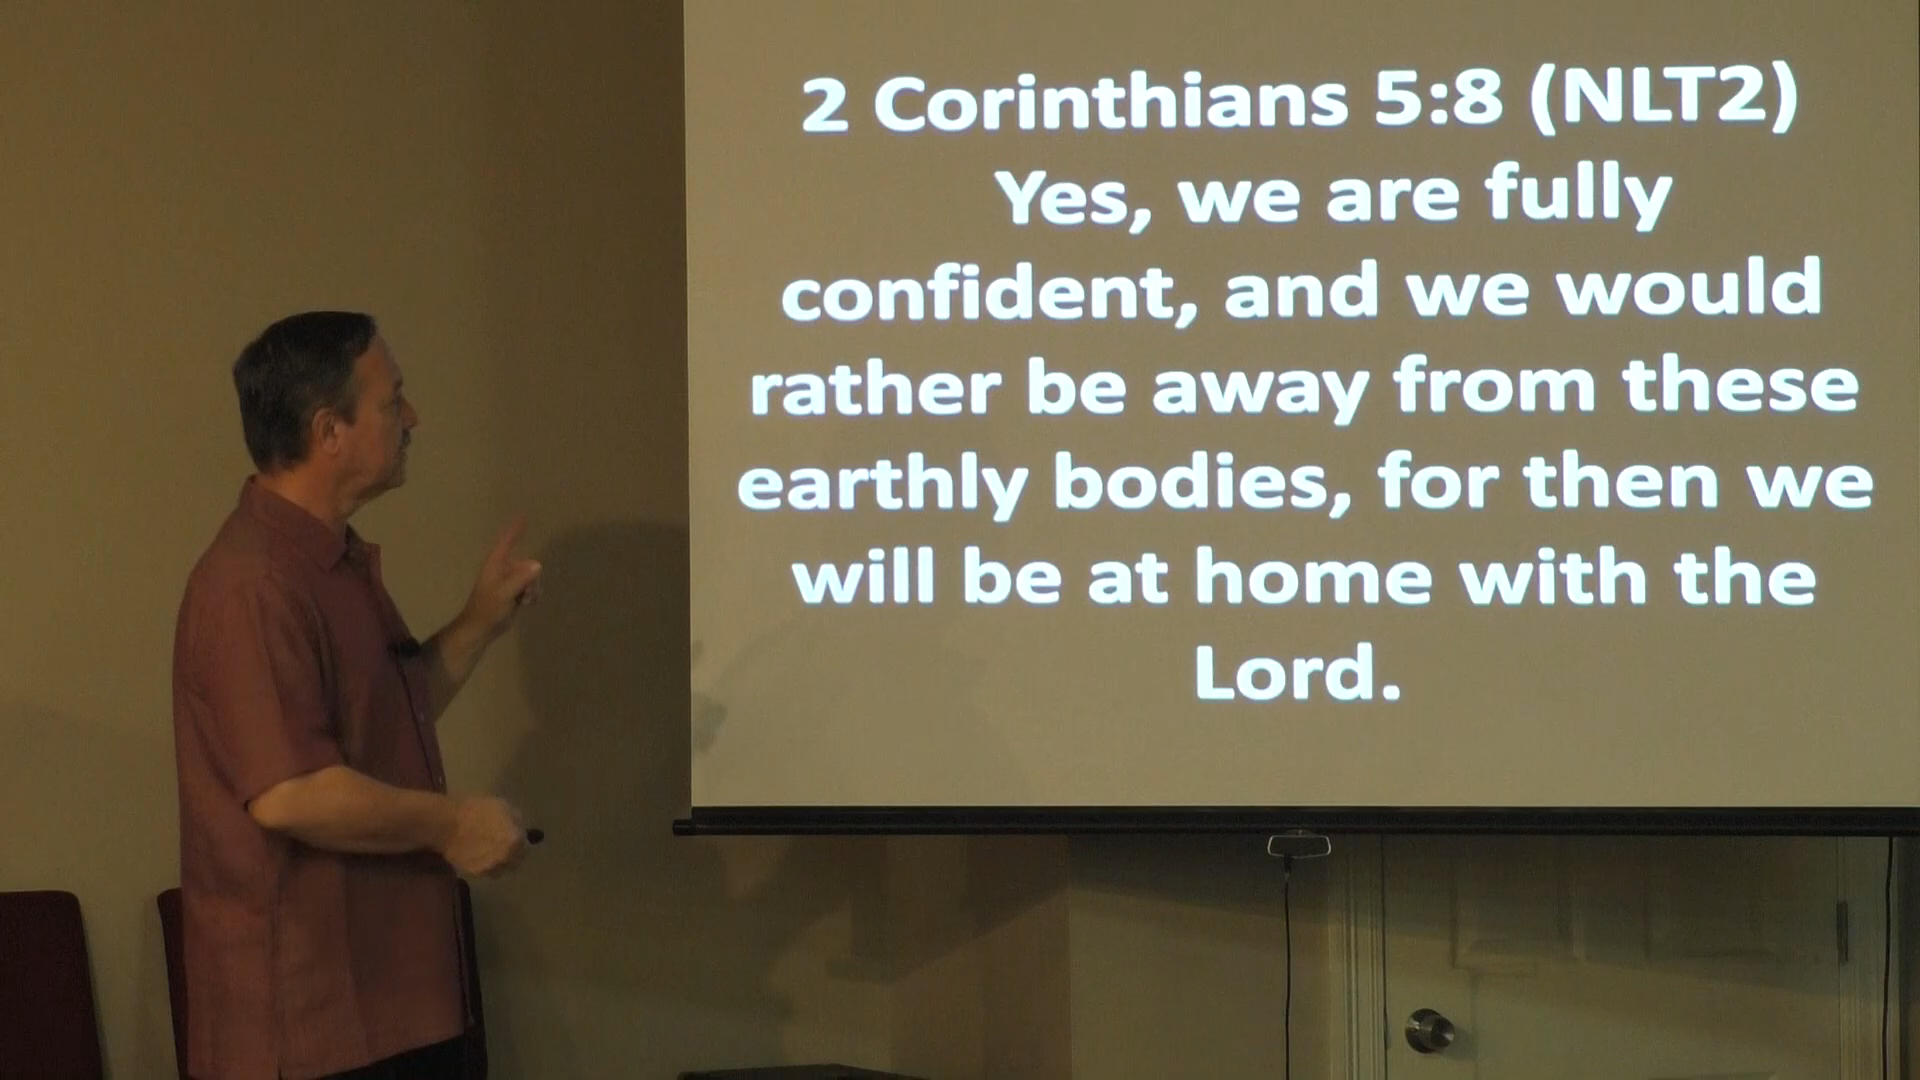 2 Corinthians 5:8 (NLT2)
Yes, we are fully
confident, and we would
rather be away from these
earthly bodies, for then we
will be at home with the
Lord.